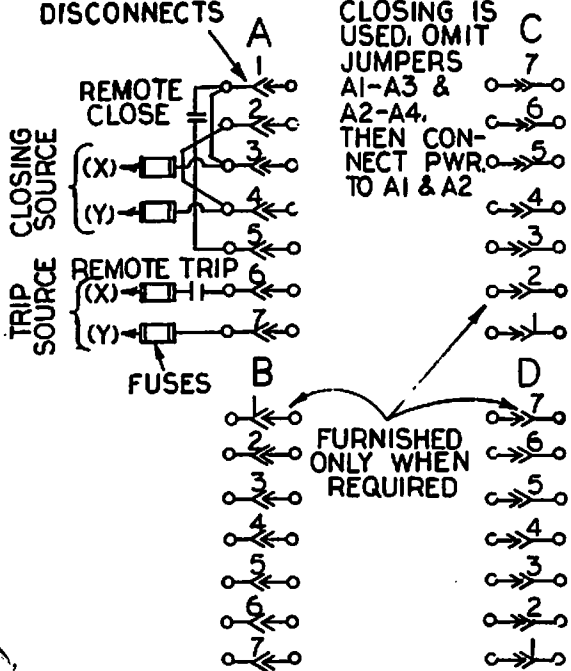 DISCONNECTS
A
1
2
3
4
5
6
7
REMOTE
CLOSE
CLOSING
SOURCE
(X)
(Y)
REMOTE TRIP
TRIP
SOURCE
(X)
(Y)
FUSES
CLOSING IS
USED, OMIT
JUMPERS
A1-A3 &
A2-A4.
THEN CON-
NECT PWR.
TO A1 & A2
C
7
6
5
4
3
2
1
B
1
2
3
4
5
6
7
FURNISHED
ONLY WHEN
REQUIRED
D
7
6
5
4
3
2
1